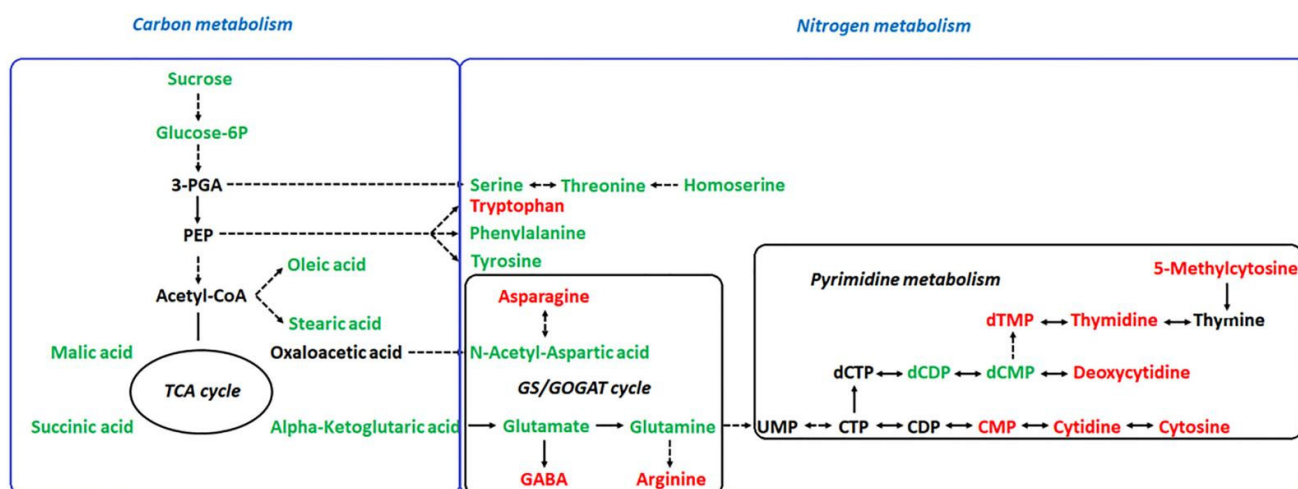 Carbon metabolism
Nitrogen metabolism
Sucrose
Glucose-6P
3-PGA
Serine
Threonine
Homoserine
Tryptophan
PEP
Phenylalanine
Tyrosine
Oleic acid
Acetyl-CoA
Stearic acid
Malic acid
Oxaloacetic acid
TCA cycle
Succinic acid
Alpha-Ketoglutaric acid
Asparagine
N-Acetyl-Aspartic acid
GS/GOGAT cycle
Glutamate
Glutamine
GABA
Arginine
Pyrimidine metabolism
5-Methylcytosine
dTMP
Thymidine
Thymine
dCTP
dCDP
dCMP
Deoxycytidine
UMP
CTP
CDP
CMP
Cytidine
Cytosine